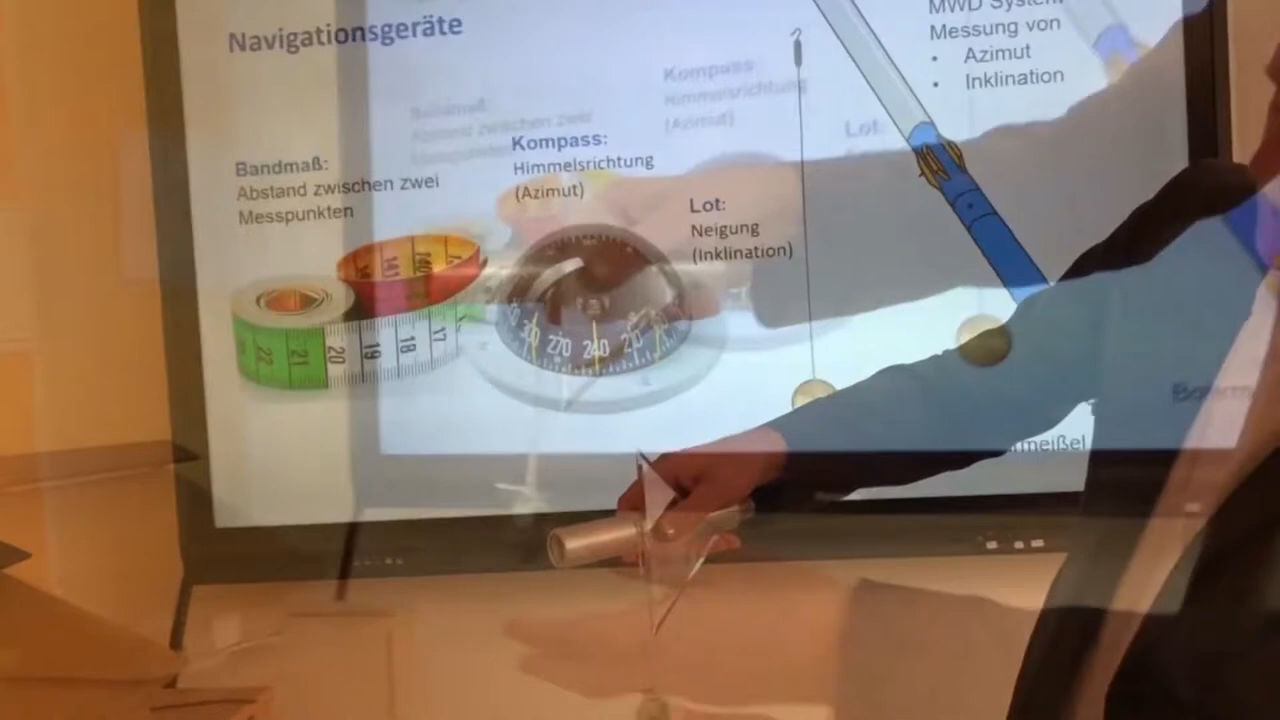 Navigationsgeräte
MWD System
Messung von
• Azimut
• Inklination
Kompass:
Himmelsrichtung
(Azimut)
Kompass:
Himmelsrichtung
(Azimut)
Bandmaß:
Abstand zwischen zwei
Messpunkten
Lot:
Lot:
Neigung
(Inklination)
140
22
21
20
19
18
17
270
240
meißel